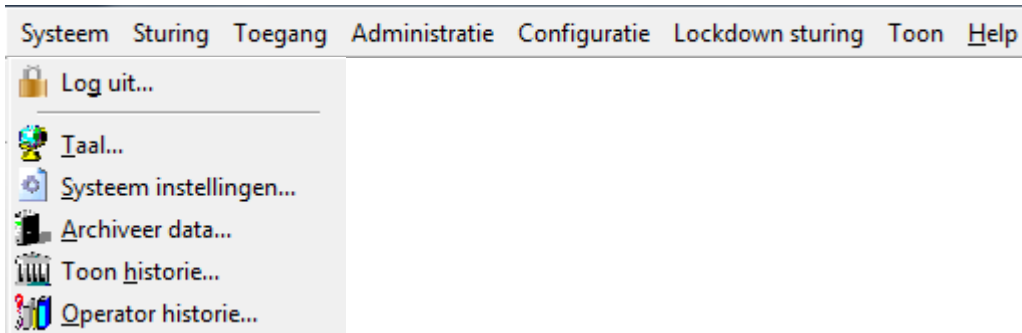 Systeem Sturing Toegang Administratie Configuratie Lockdown sturing Toon Help
Log uit...
Taal...
Systeem instellingen...
Archiveer data...
Toon historie...
Operator historie...